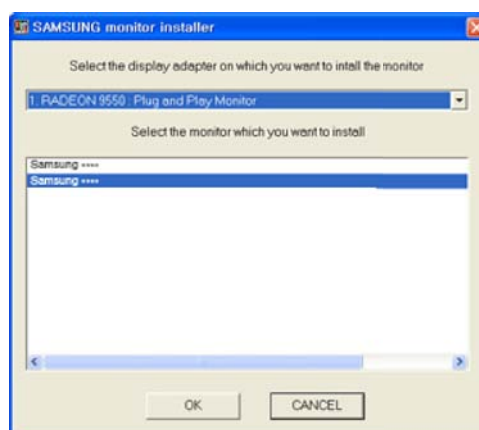 SAMSUNG monitor installer
Select the display adapter on which you want to intall the monitor
1. RADEON 9550 : Plug and Play Monitor
Select the monitor which you want to install
Samsung ****
Samsung ****
OK
CANCEL